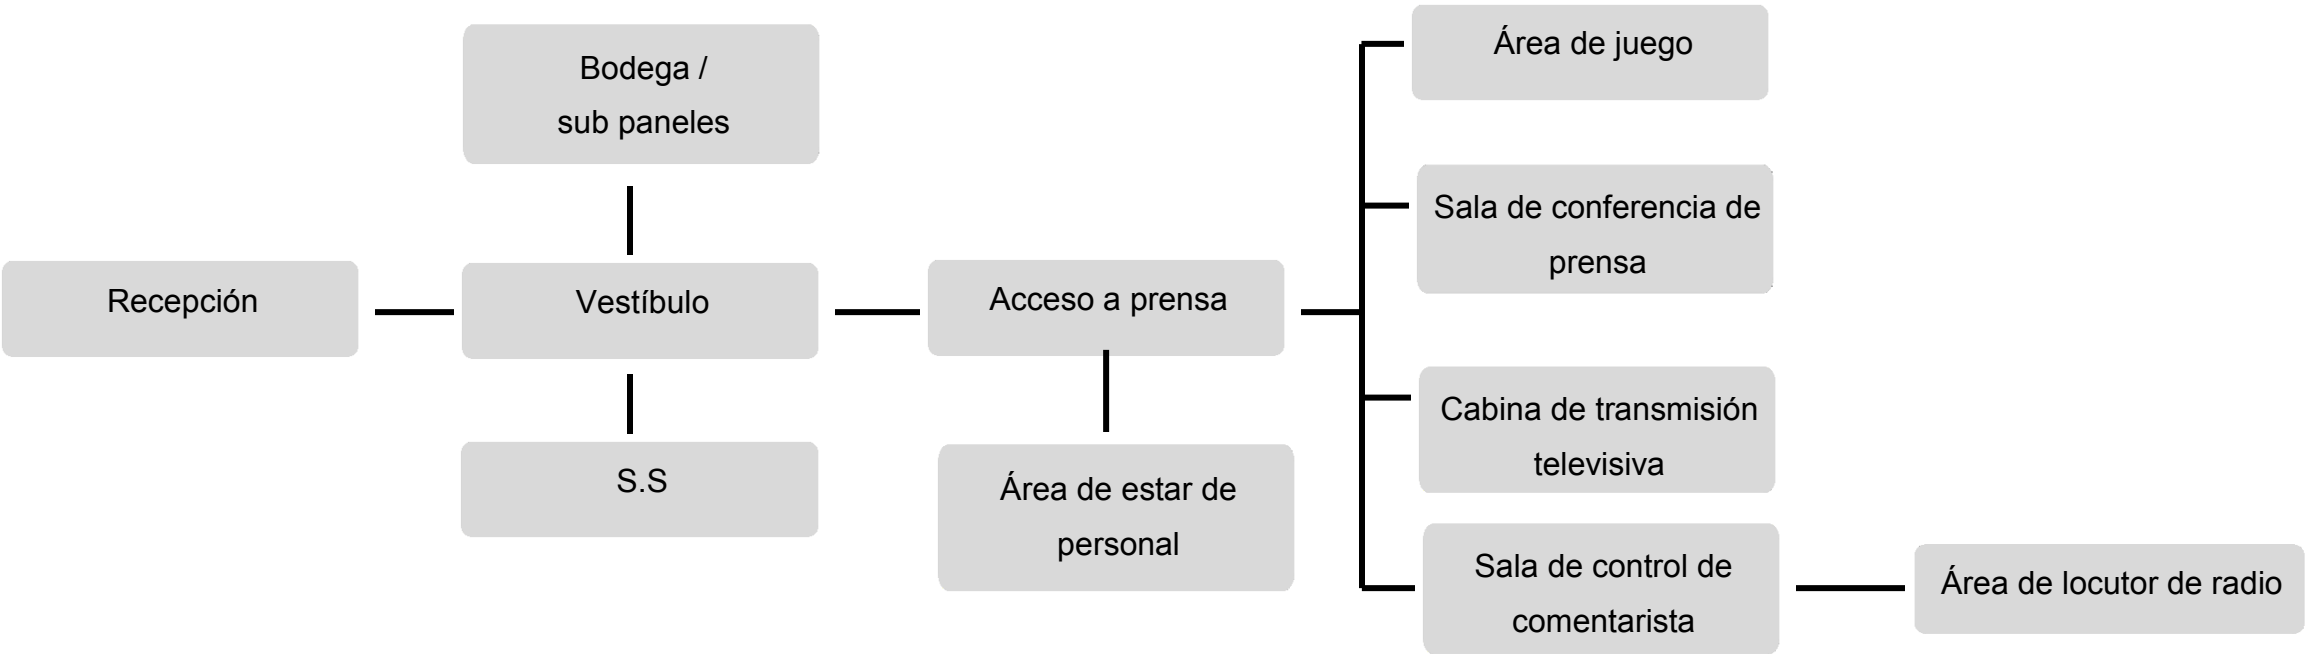 Bodega /
sub paneles
Recepción
Vestíbulo
S.S
Acceso a prensa
Área de estar de
personal
Área de juego
Sala de conferencia de
prensa
Cabina de transmisión
televisiva
Sala de control de
comentarista
Área de locutor de radio